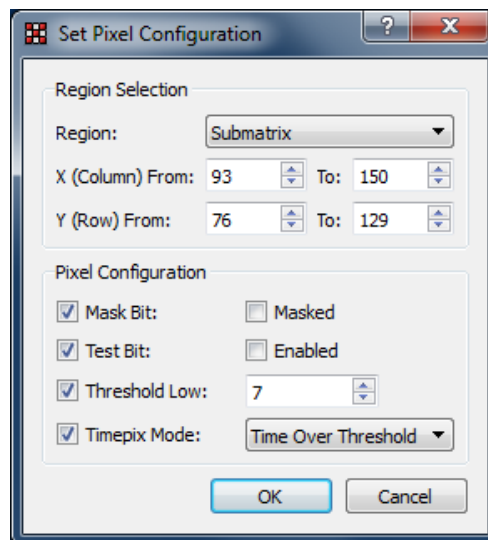 Set Pixel Configuration ? X
Region Selection
Region: Submatrix
X (Column) From: 93 To: 150
Y (Row) From: 76 To: 129
Pixel Configuration
Mask Bit: Masked
Test Bit: Enabled
Threshold Low: 7
Timepix Mode: Time Over Threshold
OK Cancel